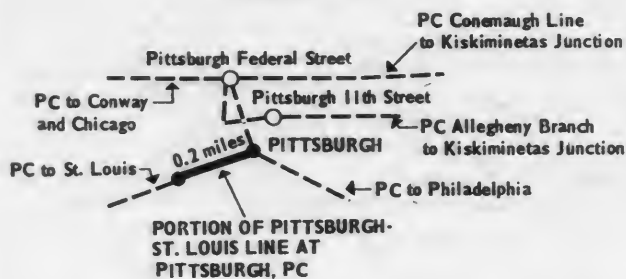 PC Conemaugh Line
to Kiskiminetas Junction
Pittsburgh Federal Street
PC to Conway
and Chicago
Pittsburgh 11th Street
PC Allegheny Branch
to Kiskiminetas Junction
0.2 miles
PITTSBURGH
PC to St. Louis
PC to Philadelphia
PORTION OF PITTSBURGH-
ST. LOUIS LINE AT
PITTSBURGH, PC